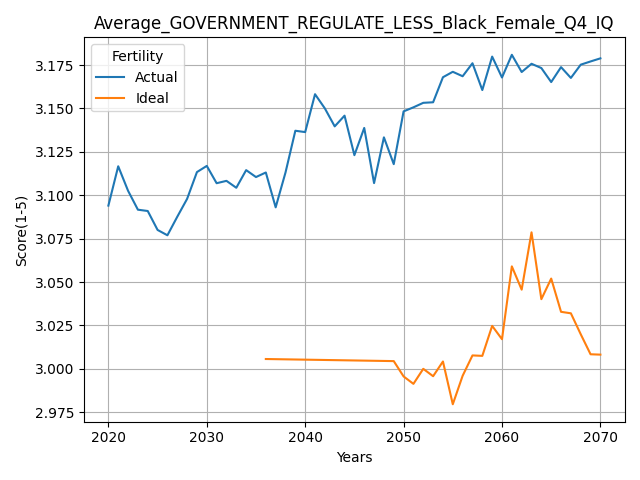 Average_GOVERNMENT_REGULATE_LESS_Black_Female_Q4_IQ
Fertility
Actual
Ideal
Score(1-5)
3.175
3.150
3.125
3.100
3.075
3.050
3.025
3.000
2.975
2020 2030 2040 2050 2060 2070
Years